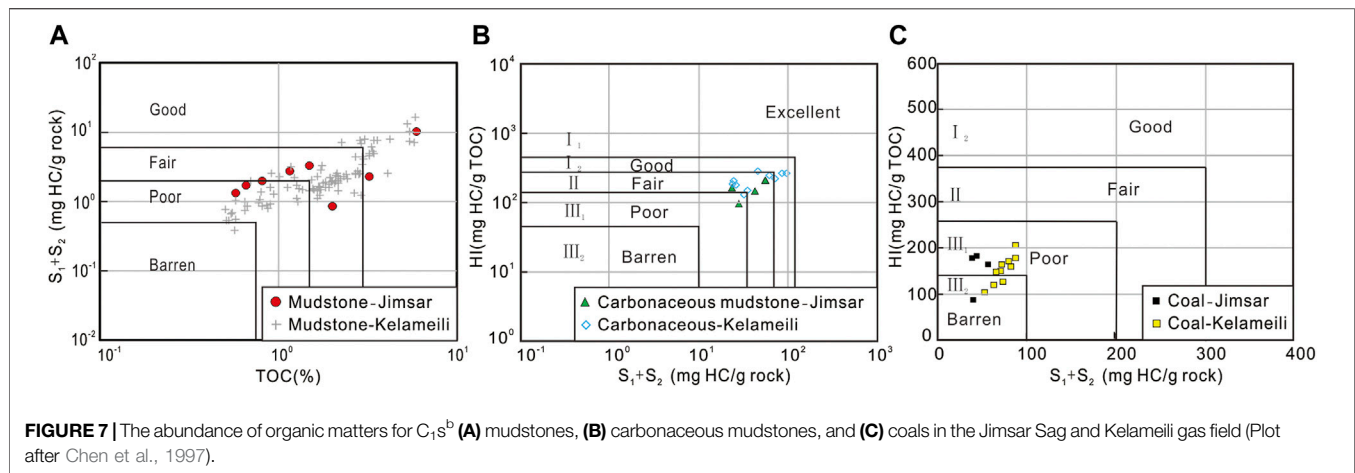 A
10²
10¹
10⁰
10⁻¹
10⁻²
S₁+S₂ (mg HC/g rock)
Good
Fair
Poor
Barren
Mudstone-Jimsar
Mudstone-Kelameili
10⁻¹ 10⁰ 10¹
TOC(%)
B
10⁴
10³
10²
10¹
10⁰
HI(mg HC/g TOC)
Excellent
I₁
I₂ Good
II Fair
III₁ Poor
III₂ Barren
Carbonaceous mudstone-Jimsar
Carbonaceous-Kelameili
10⁻¹ 10⁰ 10¹ 10² 10³
S₁+S₂ (mg HC/g rock)
C
600
500
400
300
200
100
0
HI(mg HC/g TOC)
I₂ Good
II Fair
III₁ Poor
III₂
Barren
Coal-Jimsar
Coal-Kelameili
0 100 200 300 400
S₁+S₂ (mg HC/g rock)
FIGURE 7 | The abundance of organic matters for C₁sᵇ (A) mudstones, (B) carbonaceous mudstones, and (C) coals in the Jimsar Sag and Kelameili gas field (Plot
after Chen et al., 1997).